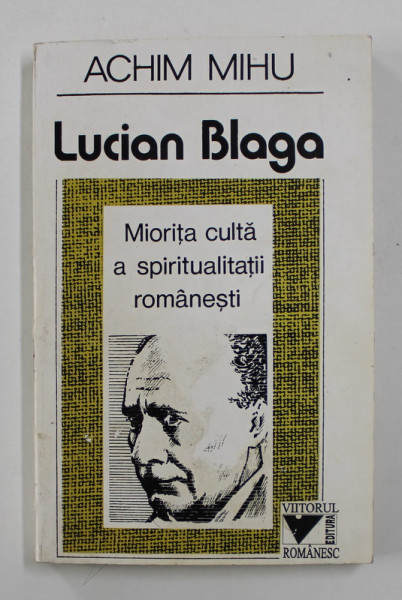 ACHIM MIHU
Lucian Blaga
Miorița cultă
a spiritualitații
românești
VIITORUL
EDITURA
ROMÂNESC